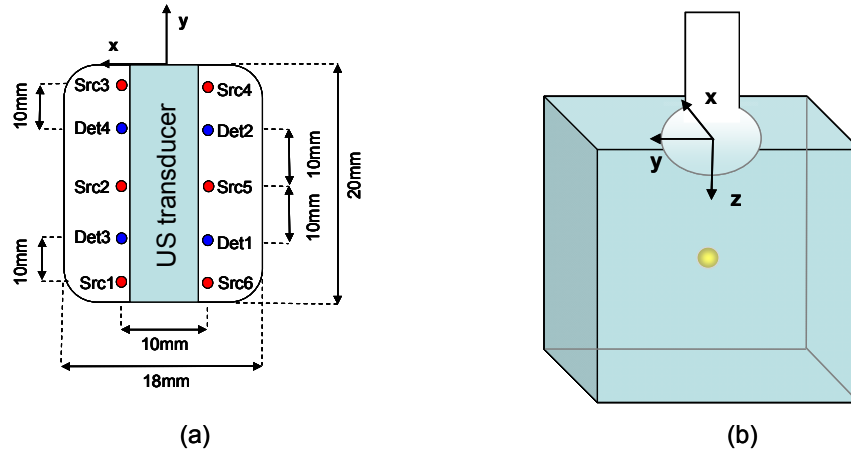 y
x
Src3
Src4
10mm
Det4
Det2
10mm
Src2
US transducer
Src5
20mm
10mm
Det3
Det1
10mm
Src1
Src6
10mm
18mm
(a)
x
y
z
(b)